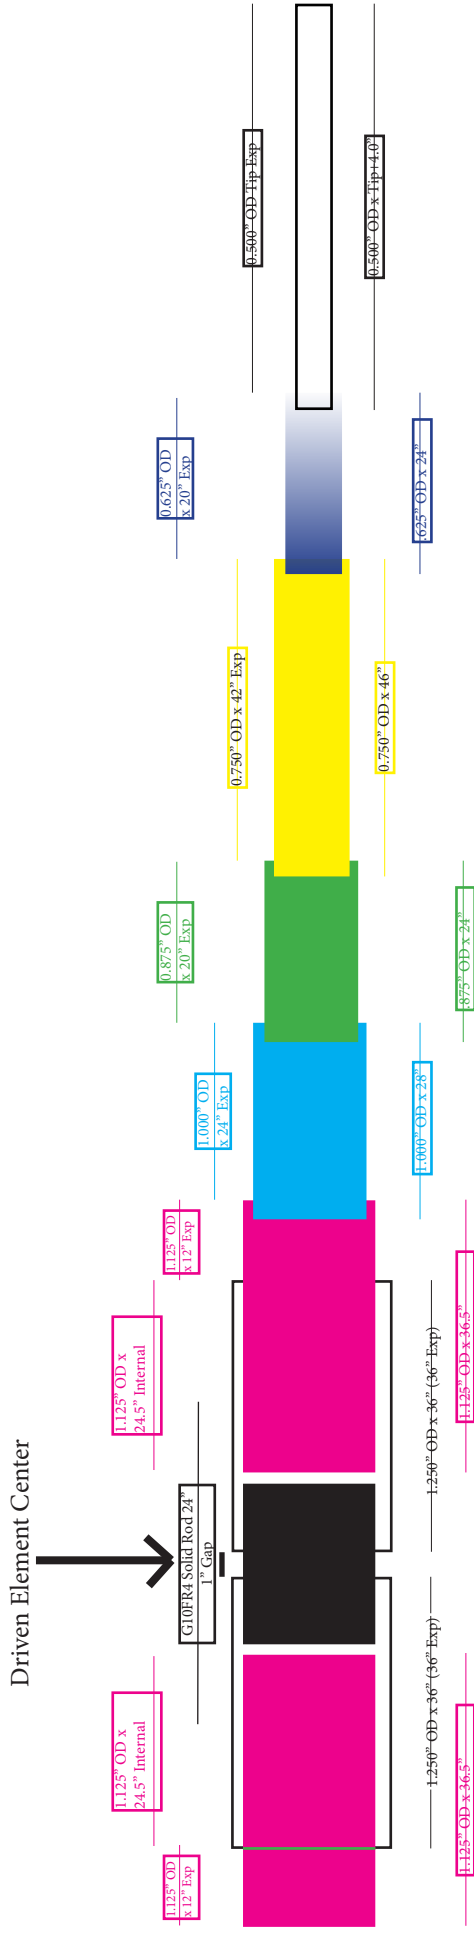 Driven Element Center
1.125” OD
x 12” Exp
1.125” OD x
24.5” Internal
G10FR4 Solid Rod 24”
1” Gap
1.125” OD x
24.5” Internal
1.125” OD
x 12” Exp
1.000” OD
x 24” Exp
0.875” OD
x 20” Exp
0.750” OD x 42” Exp
0.625” OD
x 20” Exp
0.500” OD Tip Exp
1.125” OD x 36.5”
1.250” OD x 36” (36” Exp)
1.250” OD x 36” (36” Exp)
1.125” OD x 36.5”
1.000” OD x 28”
.875” OD x 24”
0.750” OD x 46”
.625” OD x 24”
0.500” OD x Tip+4.0”